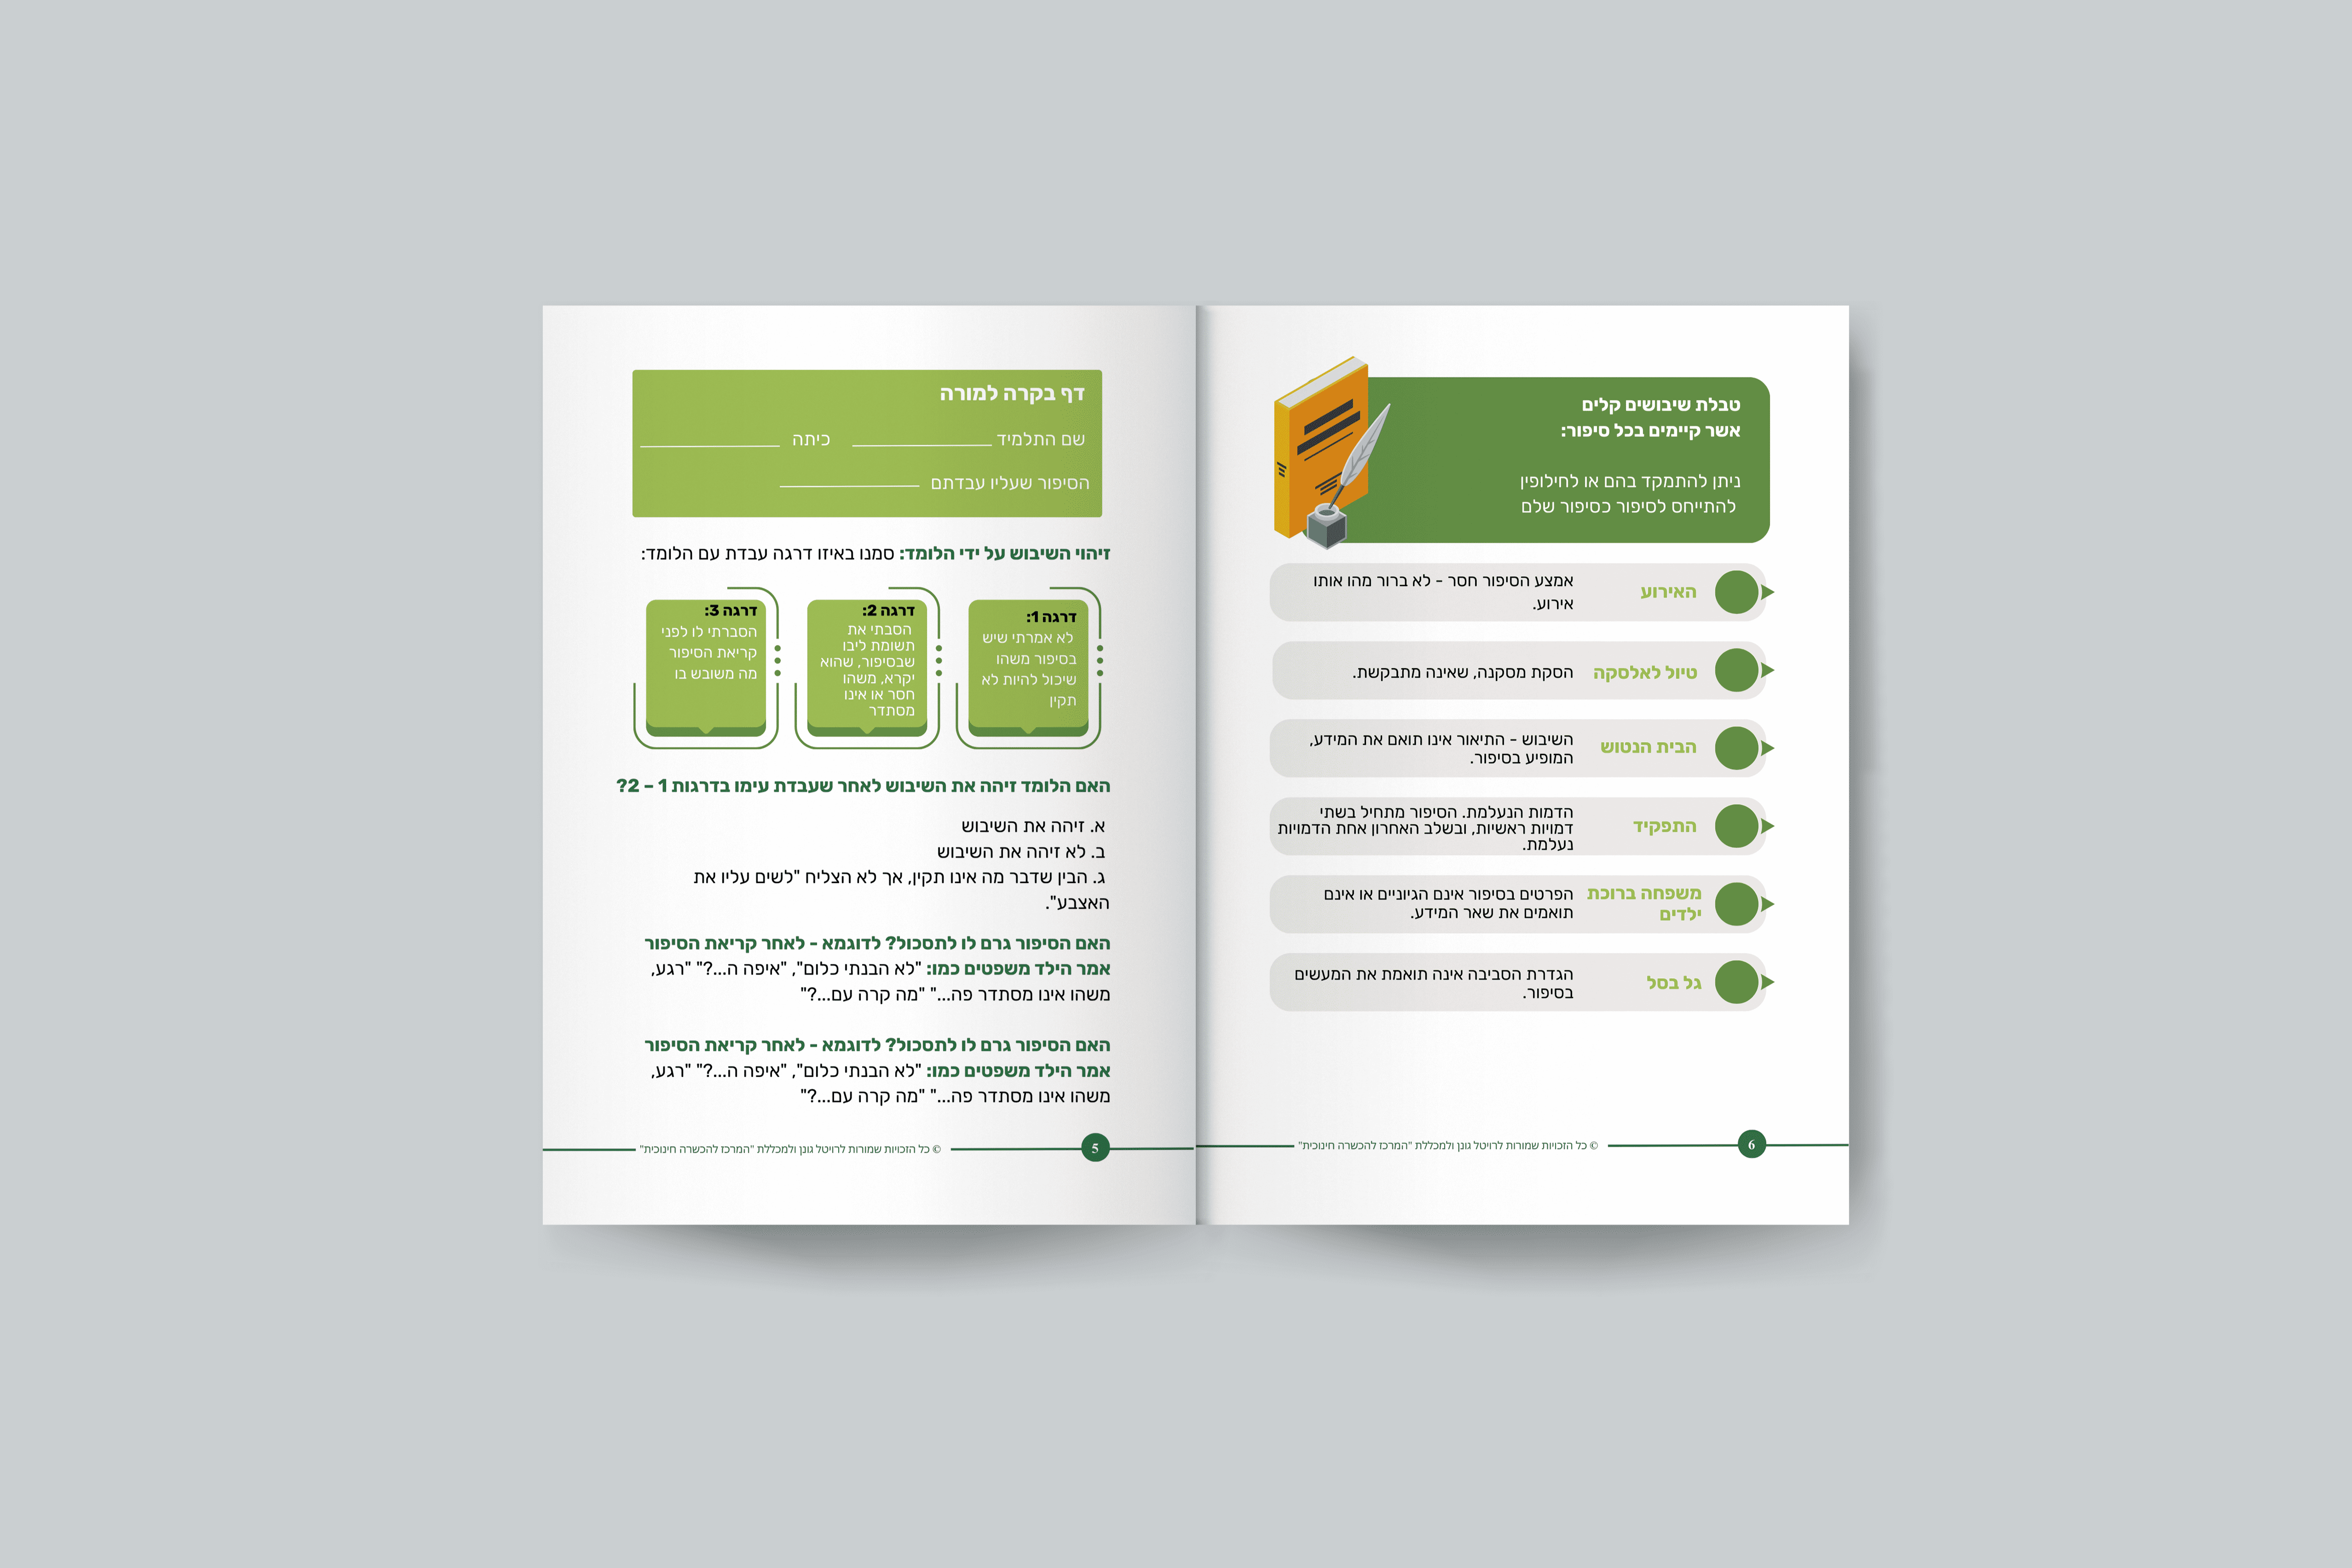 דף בקרה למורה
שם התלמיד ______________ כיתה ______________
הסיפור שעליו עבדתם ______________
זיהוי השיבוש על ידי הלומד: סמנו באיזו דרגה עבדת עם הלומד:
דרגה 1:
לא אמרתי שיש
בסיפור משהו
שיכול להיות לא
תקין
דרגה 2:
הסבתי את
תשומת ליבו
שבסיפור, שהוא
יקרא, משהו
חסר או אינו
מסתדר
דרגה 3:
הסברתי לו לפני
קריאת הסיפור
מה משובש בו
האם הלומד זיהה את השיבוש לאחר שעבדת עימו בדרגות 1 – 2?
א. זיהה את השיבוש
ב. לא זיהה את השיבוש
ג. הבין שדבר מה אינו תקין, אך לא הצליח "לשים עליו את
האצבע".
האם הסיפור גרם לו לתסכול? לדוגמא - לאחר קריאת הסיפור
אמר הילד משפטים כמו: "לא הבנתי כלום", "איפה ה...?" "רגע,
משהו אינו מסתדר פה..." "מה קרה עם...?"
האם הסיפור גרם לו לתסכול? לדוגמא - לאחר קריאת הסיפור
אמר הילד משפטים כמו: "לא הבנתי כלום", "איפה ה...?" "רגע,
משהו אינו מסתדר פה..." "מה קרה עם...?"
5
© כל הזכויות שמורות לרויטל גונן ולמכללת "המרכז להכשרה חינוכית"
טבלת שיבושים קלים
אשר קיימים בכל סיפור:
ניתן להתמקד בהם או לחילופין
להתייחס לסיפור כסיפור שלם
האירוע
אמצע הסיפור חסר - לא ברור מהו אותו
אירוע.
טיול לאלסקה
הסקת מסקנה, שאינה מתבקשת.
הבית הנטוש
השיבוש - התיאור אינו תואם את המידע,
המופיע בסיפור.
התפקיד
הדמות הנעלמת. הסיפור מתחיל בשתי
דמויות ראשיות, ובשלב האחרון אחת הדמויות
נעלמת.
משפחה ברוכת
ילדים
הפרטים בסיפור אינם הגיוניים או אינם
תואמים את שאר המידע.
גל בסל
הגדרת הסביבה אינה תואמת את המעשים
בסיפור.
6
© כל הזכויות שמורות לרויטל גונן ולמכללת "המרכז להכשרה חינוכית"